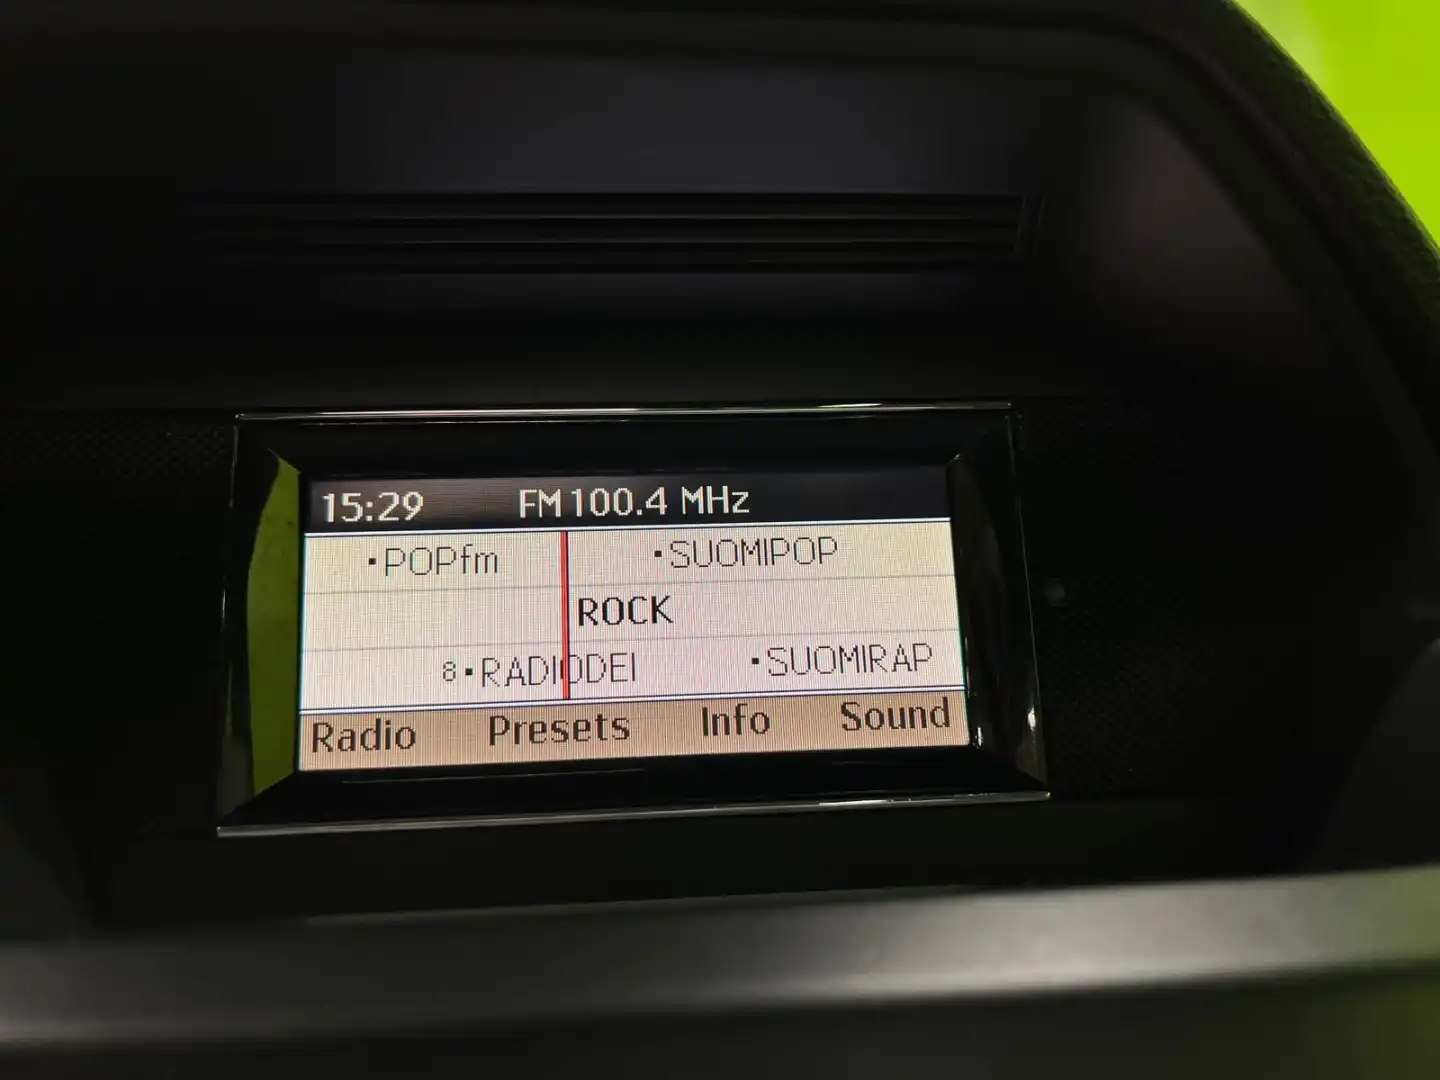 15:29 FM 100.4 MHz
·POPfm ·SUOMIPOP
ROCK
8·RADIODEI ·SUOMIRAP
Radio Presets Info Sound